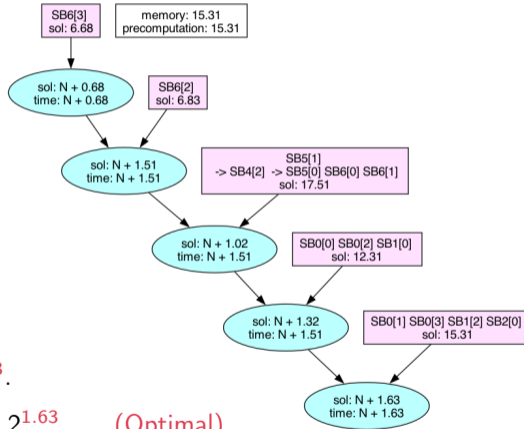 SB6[3]
sol: 6.68
memory: 15.31
precomputation: 15.31
sol: N + 0.68
time: N + 0.68
SB6[2]
sol: 6.83
sol: N + 1.51
time: N + 1.51
SB5[1]
-> SB4[2] -> SB5[0] SB6[0] SB6[1]
sol: 17.51
sol: N + 1.02
time: N + 1.51
SB0[0] SB0[2] SB1[0]
sol: 12.31
sol: N + 1.32
time: N + 1.51
SB0[1] SB0[3] SB1[2] SB2[0]
sol: 15.31
sol: N + 1.63
time: N + 1.63
2^1.63 (Optimal)